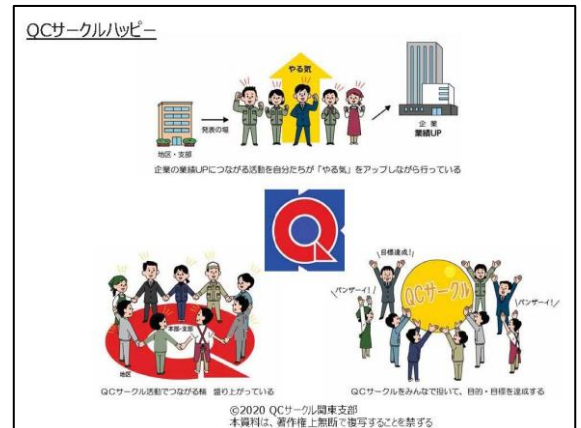 QCサークルハッピー
やる気
発表の場
地区・支部
企 業
業績UP
企業の業績UPにつながる活動を自分たちが「やる気」をアップしながら行っている
Q
目標達成!
バンザーイ!
QCサークル
バンザーイ!
本部・支部
地区
QCサークル活動でつながる輪 盛り上がっている
QCサークルをみんなで担いで、目的・目標を達成する
©2020 QCサークル関東支部
本資料は、著作権上無断で複写することを禁ずる